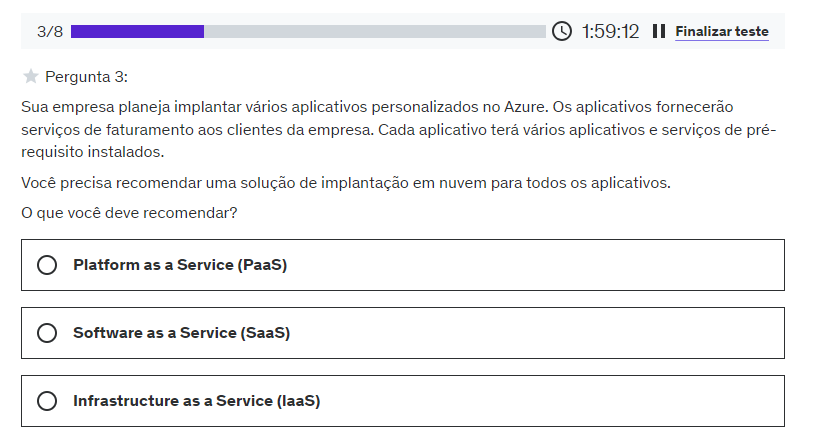 3/8
1:59:12
Finalizar teste
Pergunta 3:
Sua empresa planeja implantar vários aplicativos personalizados no Azure. Os aplicativos fornecerão
serviços de faturamento aos clientes da empresa. Cada aplicativo terá vários aplicativos e serviços de pré-
requisito instalados.
Você precisa recomendar uma solução de implantação em nuvem para todos os aplicativos.
O que você deve recomendar?
Platform as a Service (PaaS)
Software as a Service (SaaS)
Infrastructure as a Service (IaaS)